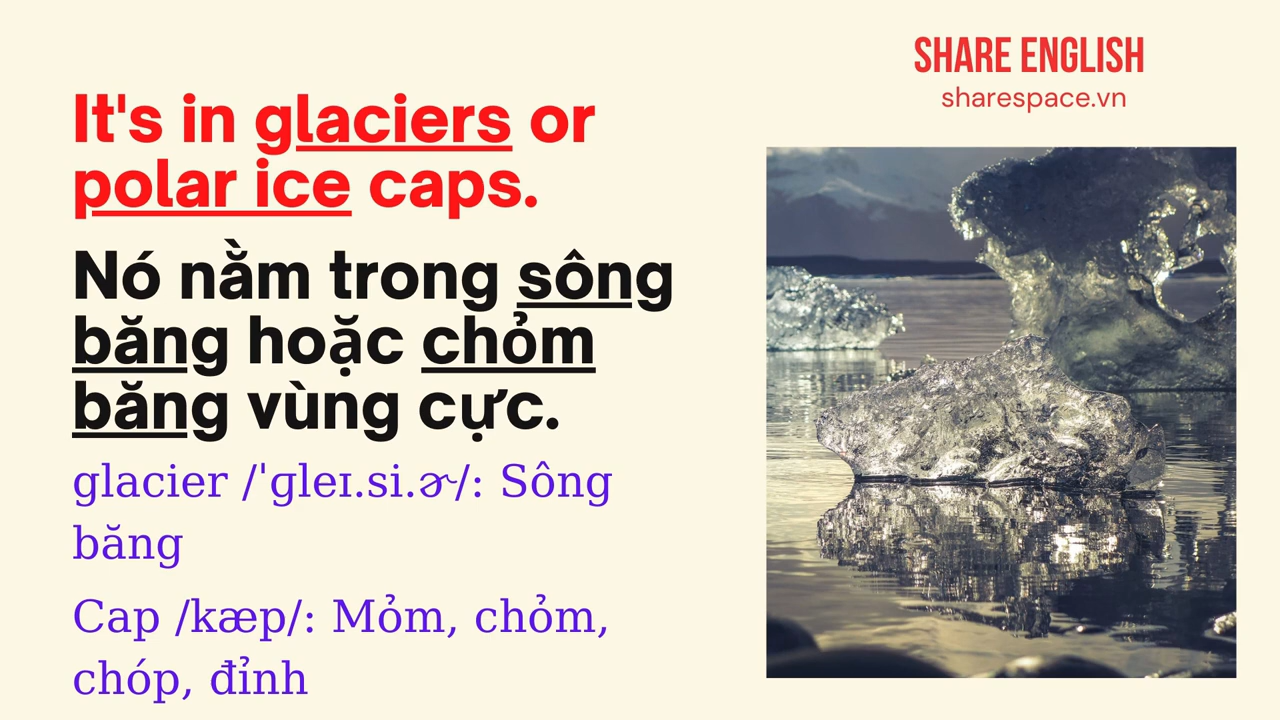 SHARE ENGLISH
sharespace.vn
It's in glaciers or
polar ice caps.
Nó nằm trong sông
băng hoặc chỏm
băng vùng cực.
glacier /ˈɡleɪ.si.ɚ/: Sông
băng
Cap /kæp/: Mỏm, chỏm,
chóp, đỉnh